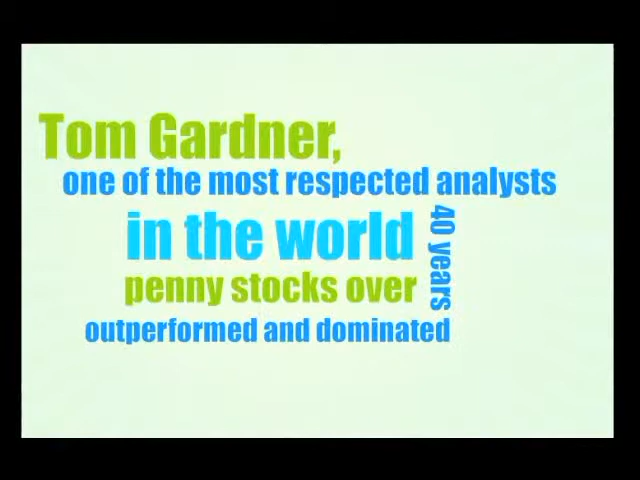 Tom Gardner,
one of the most respected analysts
in the world
40 years
penny stocks over
outperformed and dominated